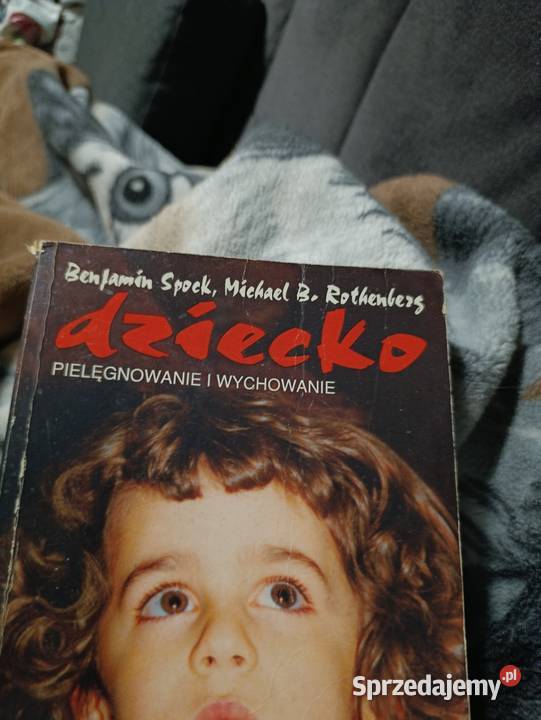 Benjamin Spock, Michael B. Rothenberg
dziecko
PIELĘGNOWANIE I WYCHOWANIE
Sprzedajemy.pl